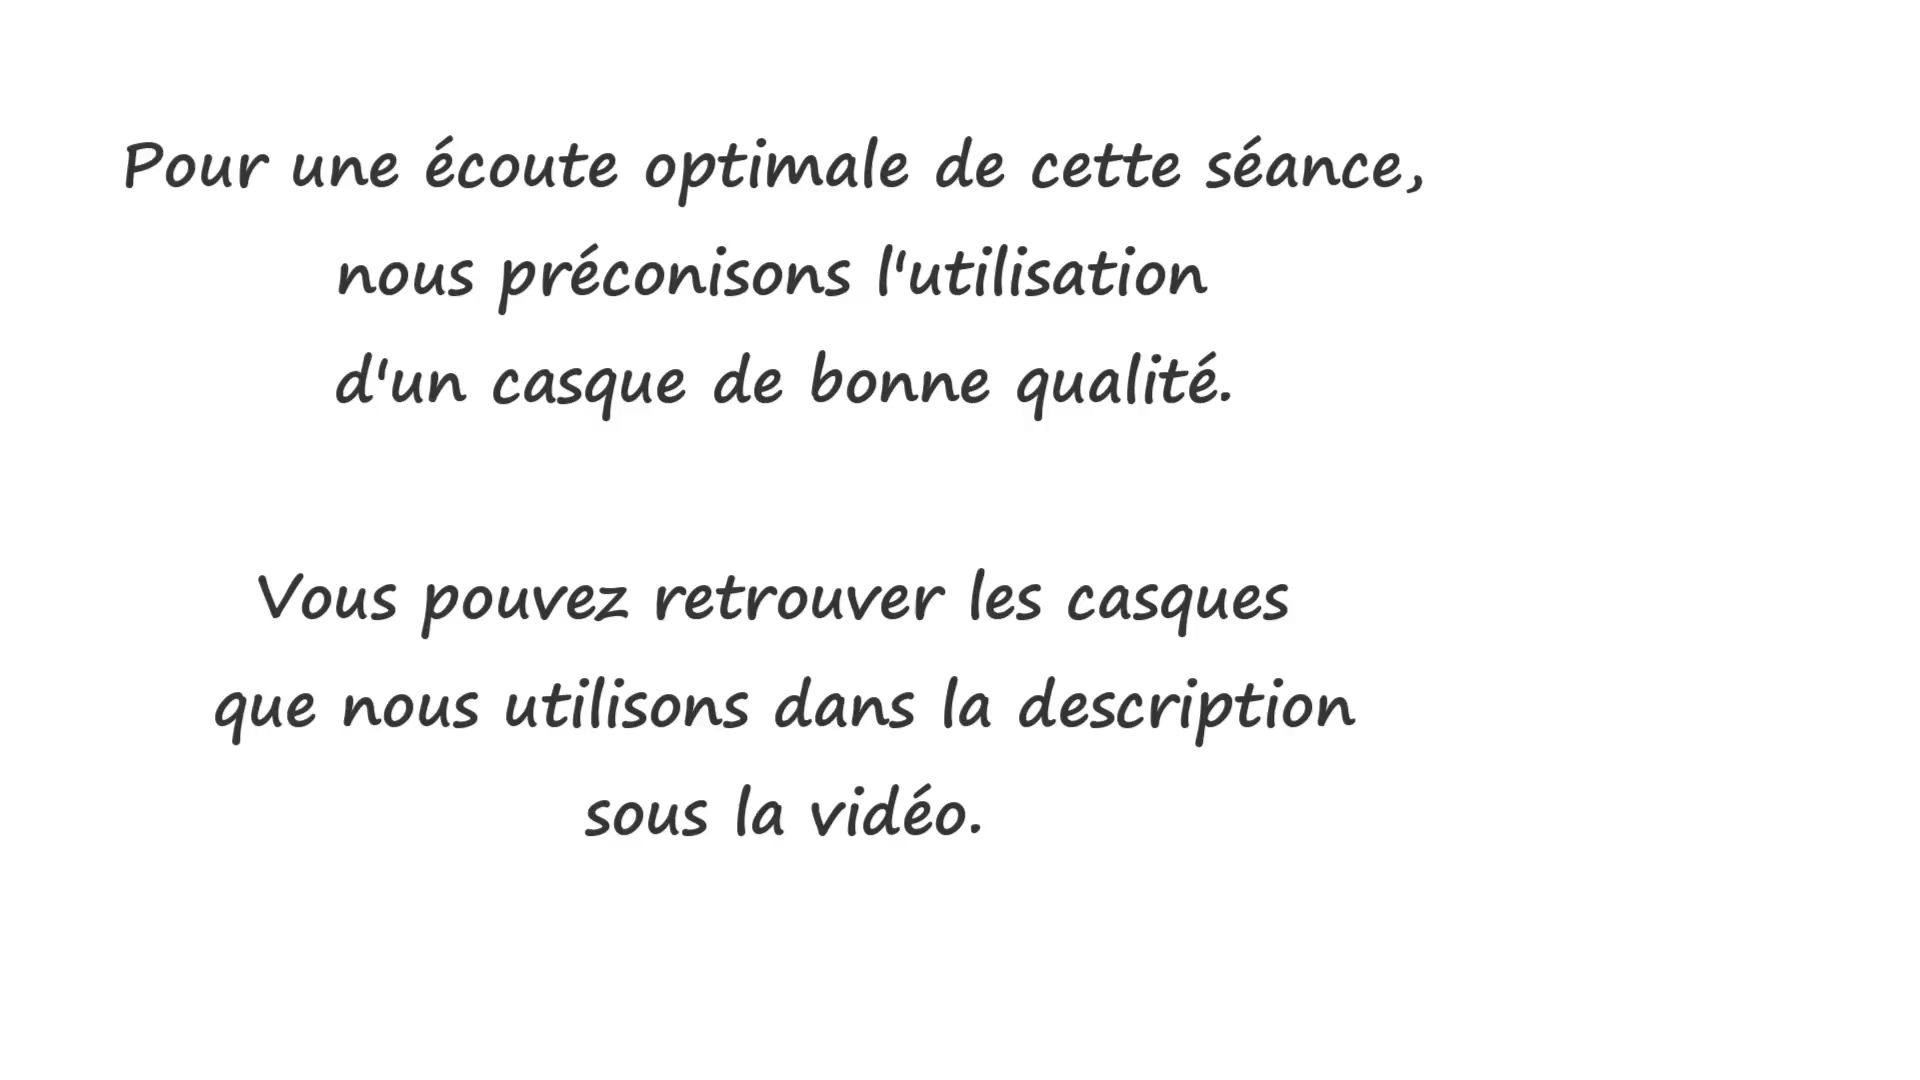 Pour une écoute optimale de cette séance,
nous préconisons l'utilisation
d'un casque de bonne qualité.
Vous pouvez retrouver les casques
que nous utilisons dans la description
sous la vidéo.